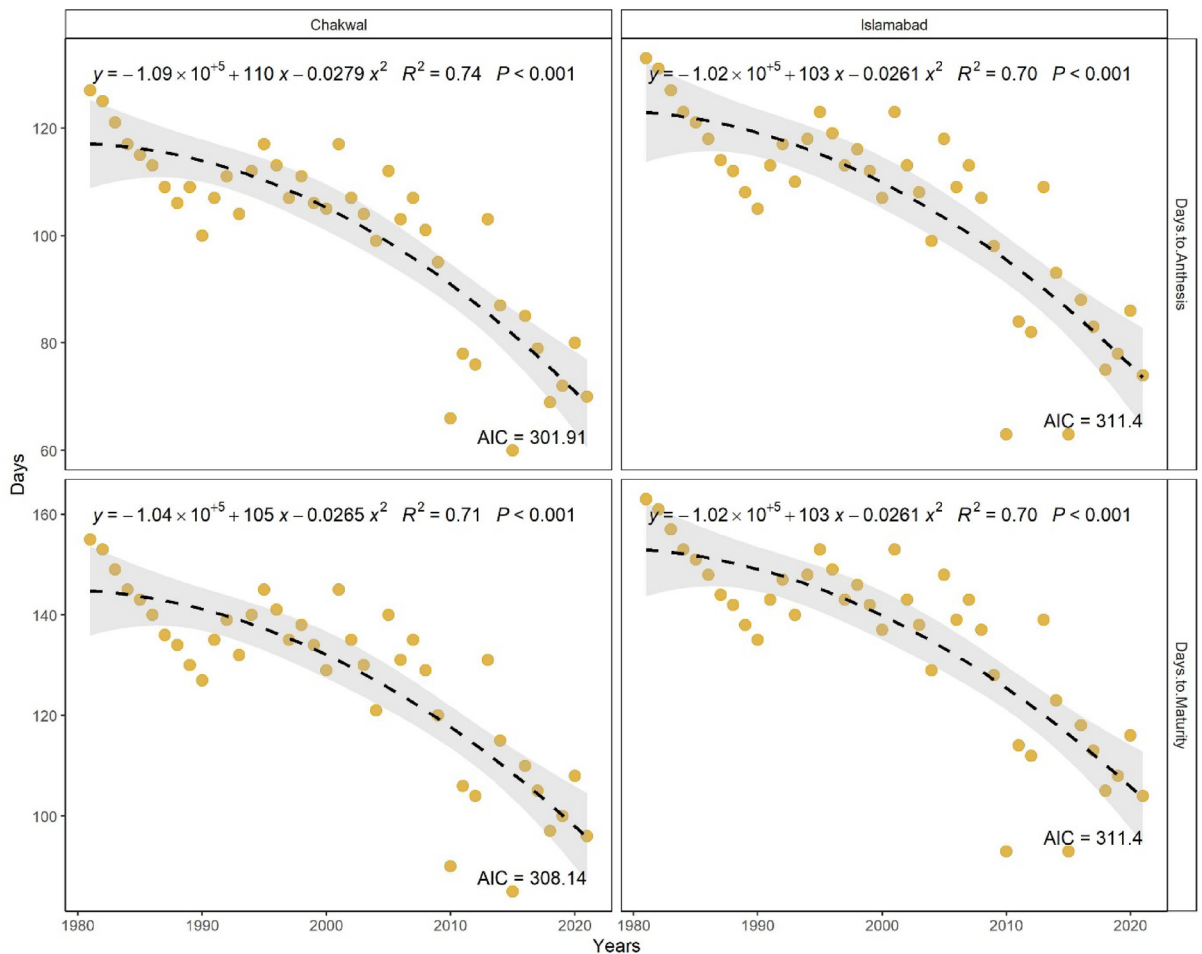 Chakwal
Islamabad
y = − 1.09 × 10⁺⁵ + 110 x − 0.0279 x² R² = 0.74 P < 0.001
y = − 1.02 × 10⁺⁵ + 103 x − 0.0261 x² R² = 0.70 P < 0.001
120
100
80
60
AIC = 301.91
AIC = 311.4
Days.to.Anthesis
Days
y = − 1.04 × 10⁺⁵ + 105 x − 0.0265 x² R² = 0.71 P < 0.001
y = − 1.02 × 10⁺⁵ + 103 x − 0.0261 x² R² = 0.70 P < 0.001
160
140
120
100
AIC = 308.14
AIC = 311.4
Days.to.Maturity
1980 1990 2000 2010 2020
1980 1990 2000 2010 2020
Years